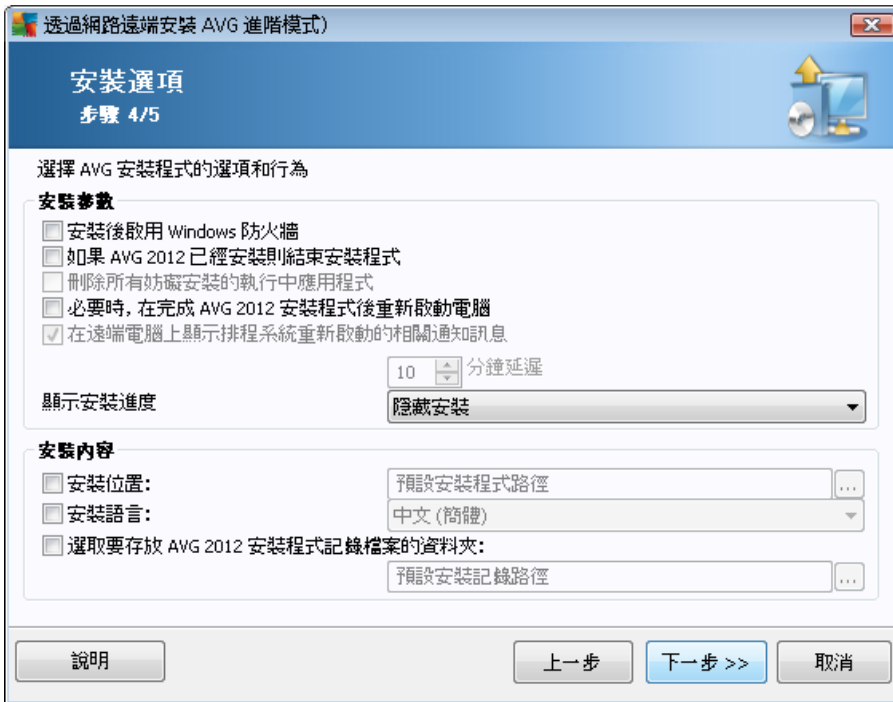 透過網路遠端安裝 AVG 進階模式)
安裝選項
步驟 4/5
選擇 AVG 安裝程式的選項和行為
安裝參數
安裝後啟用 Windows 防火牆
如果 AVG 2012 已經安裝則結束安裝程式
刪除所有妨礙安裝的執行中應用程式
必要時, 在完成 AVG 2012 安裝程式後重新啟動電腦
在遠端電腦上顯示排程系統重新啟動的相關通知訊息
10 分鐘延遲
顯示安裝進度 隱藏安裝
安裝內容
安裝位置: 預設安裝程式路徑 ...
安裝語言: 中文 (簡體)
選取要存放 AVG 2012 安裝程式記錄檔案的資料夾:
預設安裝記錄路徑 ...
說明 上一步 下一步 >> 取消